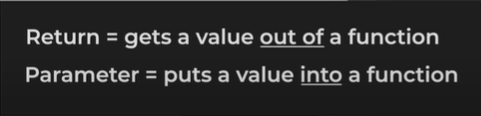 Return = gets a value out of a function
Parameter = puts a value into a function